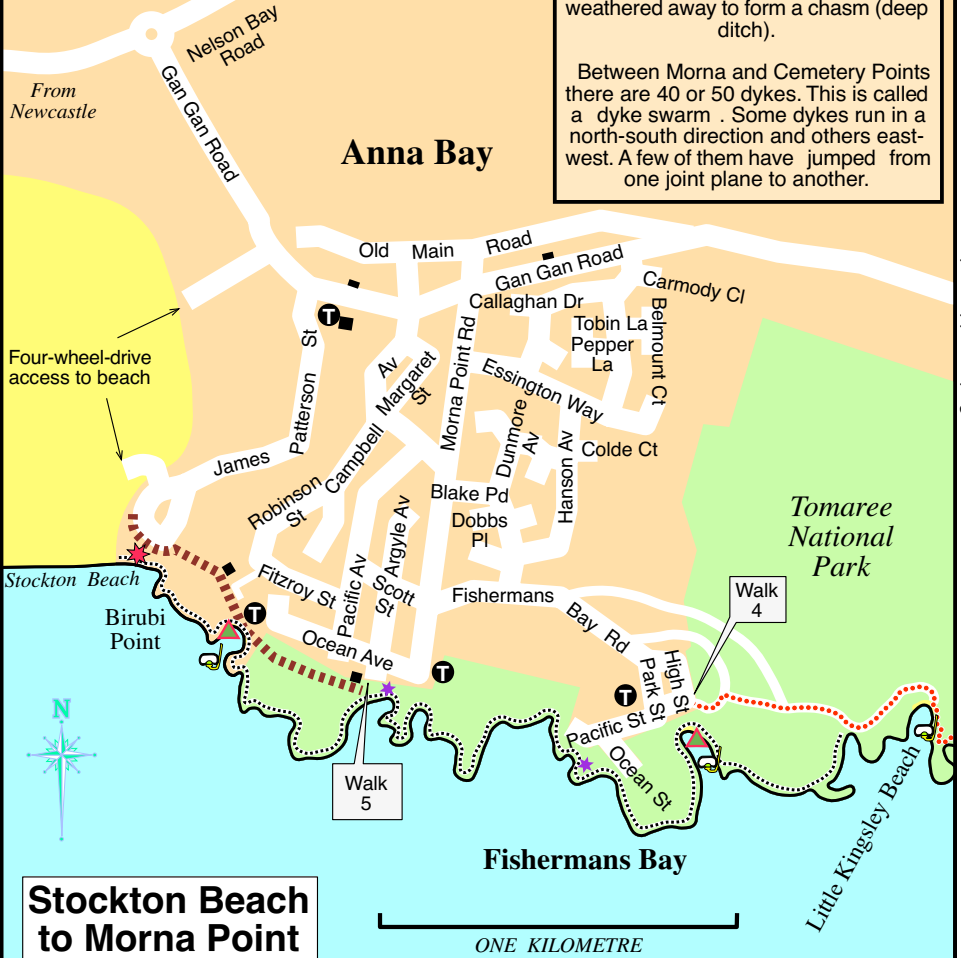 weathered away to form a chasm (deep
ditch).
Between Morna and Cemetery Points
there are 40 or 50 dykes. This is called
a dyke swarm . Some dykes run in a
north-south direction and others east-
west. A few of them have jumped from
one joint plane to another.
Nelson Bay
Road
From
Newcastle
Gan Gan Road
Anna Bay
Old Main Road
Gan Gan Road
Carmody Cl
Callaghan Dr
Tobin La
Pepper
La
Belmount Ct
T
Four-wheel-drive
access to beach
Patterson St
Av
Margaret
St
Morna Point Rd
Essington Way
Dunmore
Av
Hanson Av
Colde Ct
James
Campbell
Robinson
St
Blake Pd
Dobbs
Pl
Argyle Av
Pacific Av
Tomaree
National
Park
Stockton Beach
Fitzroy St
Scott
St
Fishermans
Bay Rd
Walk
4
Birubi
Point
T
Ocean Ave
T
High St
Park St
T
Pacific St
Ocean St
N
Walk
5
Little Kingsley Beach
Fishermans Bay
Stockton Beach
to Morna Point
ONE KILOMETRE